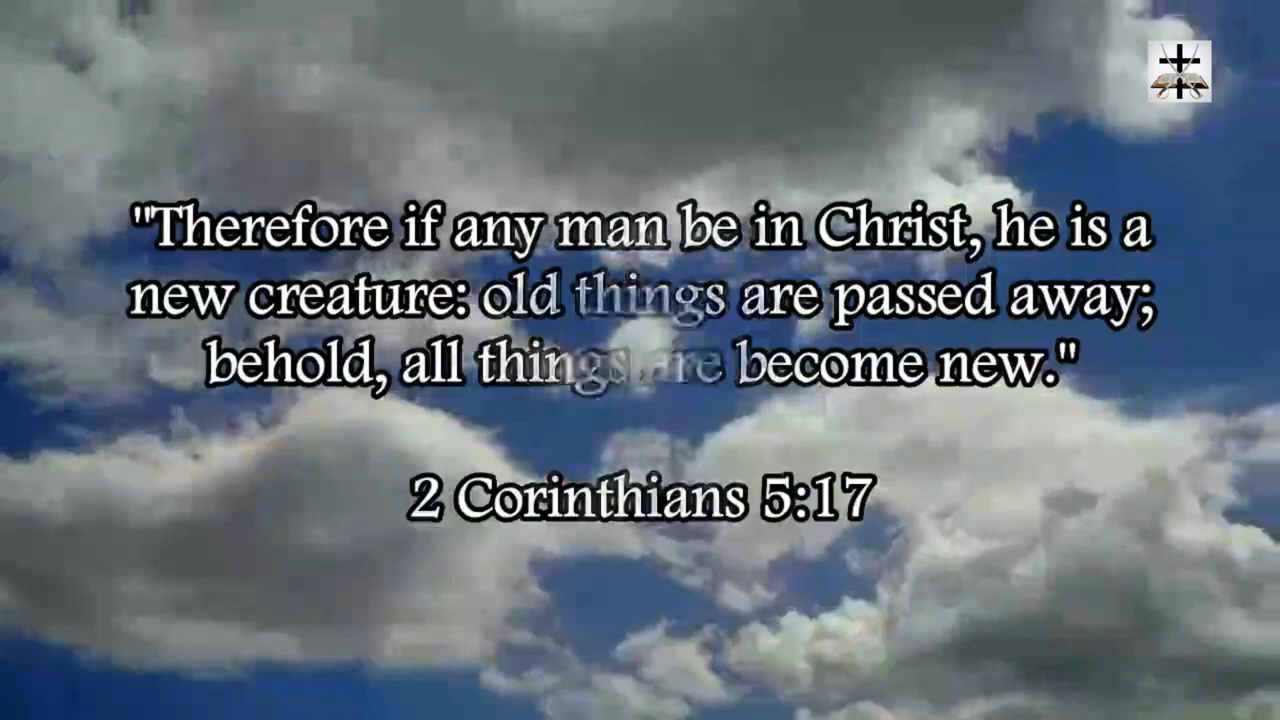 "Therefore if any man be in Christ, he is a
new creature: old things are passed away;
behold, all things are become new."
2 Corinthians 5:17